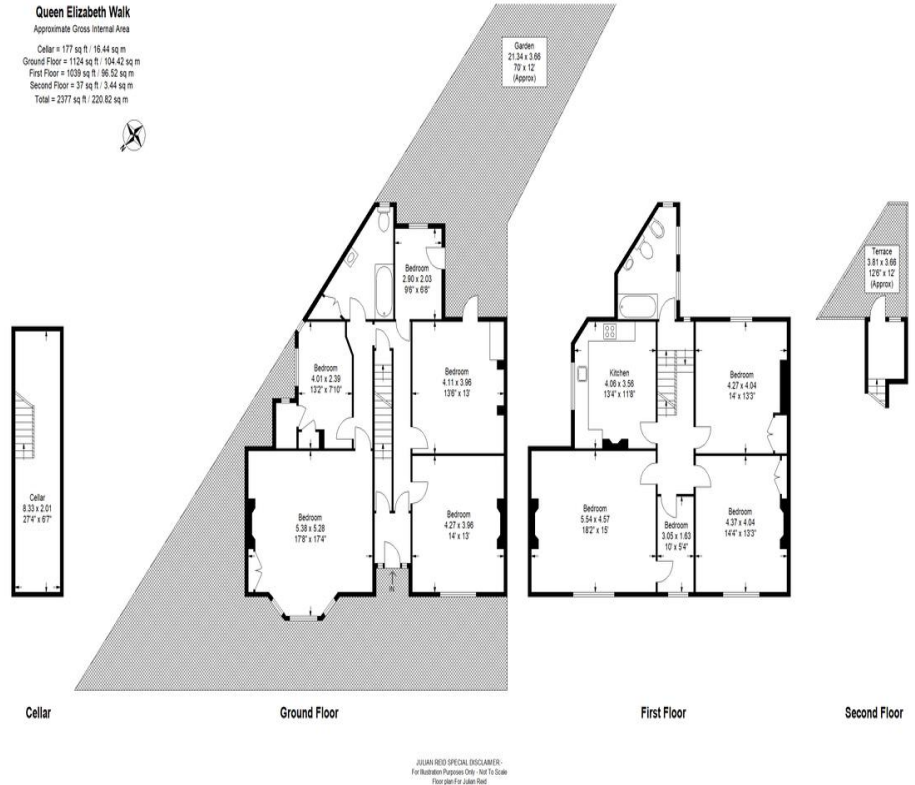 Queen Elizabeth Walk
Approximate Gross Internal Area
Cellar = 177 sq ft / 16.44 sq m
Ground Floor = 1124 sq ft / 104.42 sq m
First Floor = 1039 sq ft / 96.52 sq m
Second Floor = 37 sq ft / 3.44 sq m
Total = 2377 sq ft / 220.82 sq m
N
Garden
21.34 x 3.66
70' x 12'
(Approx)
Cellar
8.33 x 2.01
27'4" x 6'7"
Bedroom
2.90 x 2.03
9'6" x 6'8"
Bedroom
4.01 x 2.39
13'2" x 7'10"
Bedroom
4.11 x 3.96
13'6" x 13'
Bedroom
5.38 x 5.28
17'8" x 17'4"
Bedroom
4.27 x 3.96
14' x 13'
IN
Kitchen
4.06 x 3.56
13'4" x 11'8"
Bedroom
4.27 x 4.04
14' x 13'3"
Bedroom
5.54 x 4.57
18'2" x 15'
Bedroom
3.05 x 1.63
10' x 5'4"
Bedroom
4.37 x 4.04
14'4" x 13'3"
Terrace
3.81 x 3.66
12'6" x 12'
(Approx)
Cellar
Ground Floor
First Floor
Second Floor
JULIAN REID SPECIAL DISCLAIMER:-
For Illustration Purposes Only - Not To Scale
Floor plan For Julian Reid